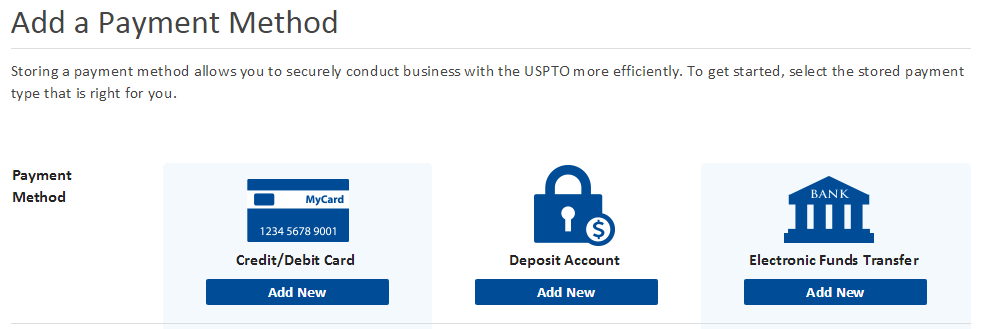 Add a Payment Method
Storing a payment method allows you to securely conduct business with the USPTO more efficiently. To get started, select the stored payment
type that is right for you.
Payment
Method
MyCard
1234 5678 9001
Credit/Debit Card
Add New
$
Deposit Account
Add New
BANK
Electronic Funds Transfer
Add New